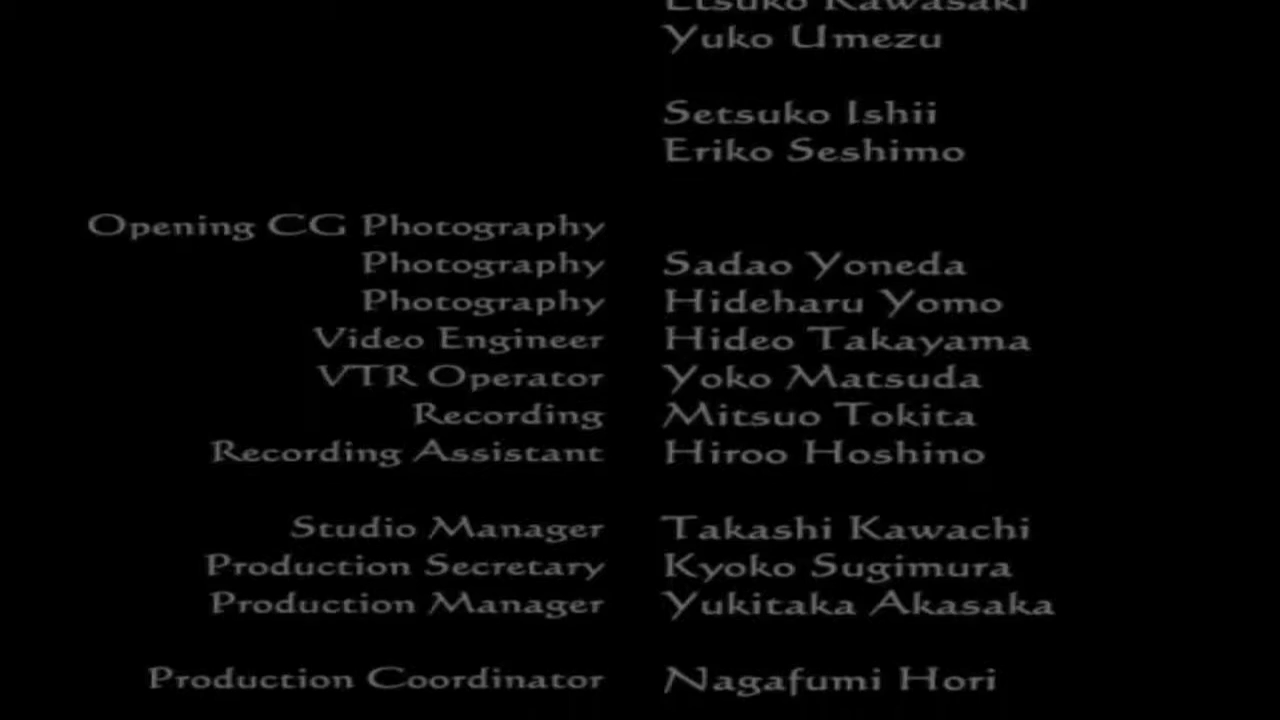 Etsuko Kawasaki
Yuko Umezu
Setsuko Ishii
Eriko Seshimo
Opening CG Photography
Photography Sadao Yoneda
Photography Hideharu Yomo
Video Engineer Hideo Takayama
VTR Operator Yoko Matsuda
Recording Mitsuo Tokita
Recording Assistant Hiroo Hoshino
Studio Manager Takashi Kawachi
Production Secretary Kyoko Sugimura
Production Manager Yukitaka Akasaka
Production Coordinator Nagafumi Hori